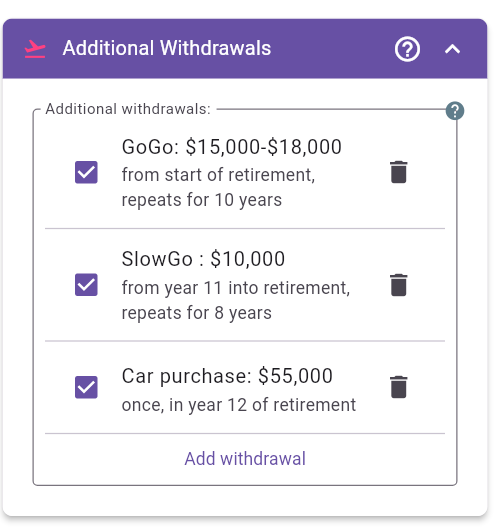 Additional Withdrawals ?
Additional withdrawals: ?
GoGo: $15,000-$18,000
from start of retirement,
repeats for 10 years
SlowGo : $10,000
from year 11 into retirement,
repeats for 8 years
Car purchase: $55,000
once, in year 12 of retirement
Add withdrawal